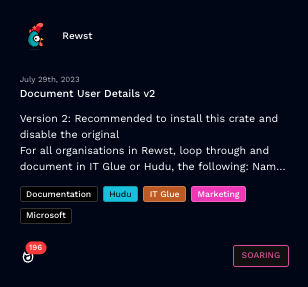 Rewst
July 29th, 2023
Document User Details v2
Version 2: Recommended to install this crate and
disable the original
For all organisations in Rewst, loop through and
document in IT Glue or Hudu, the following: Nam...
Documentation Hudu IT Glue Marketing
Microsoft
196
SOARING